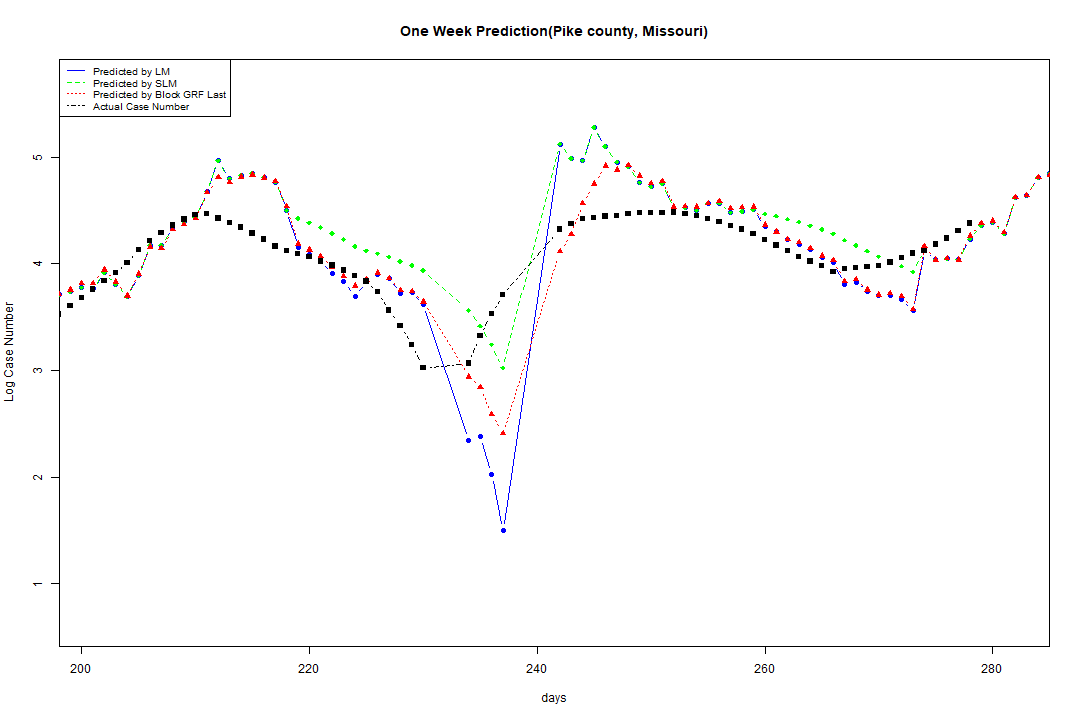 One Week Prediction(Pike county, Missouri)
Predicted by LM
Predicted by SLM
Predicted by Block GRF Last
Actual Case Number
5
4
3
2
1
Log Case Number
200 220 240 260 280
days